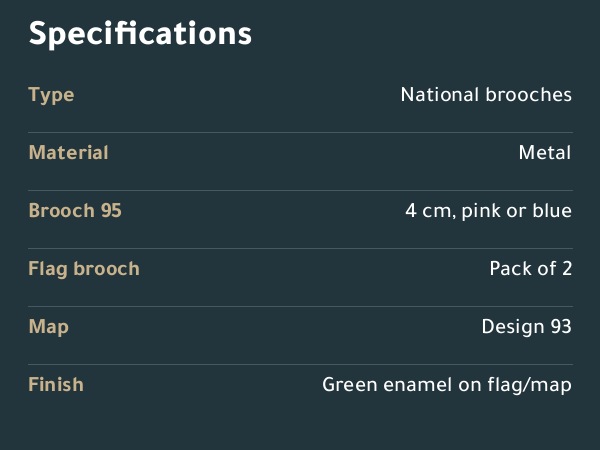 Specifications
Type National brooches
Material Metal
Brooch 95 4 cm, pink or blue
Flag brooch Pack of 2
Map Design 93
Finish Green enamel on flag/map